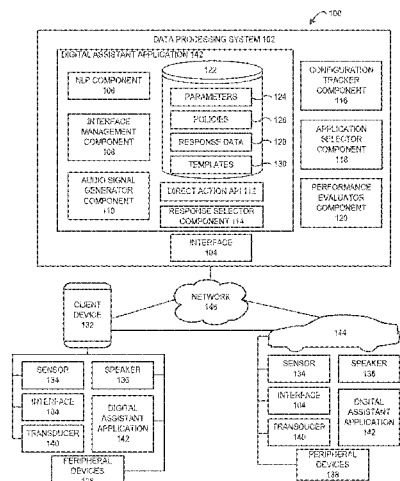 100
DATA PROCESSING SYSTEM 102
DIGITAL ASSISTANT APPLICATION 142
122
NLP COMPONENT
106
PARAMETERS
124
CONFIGURATION
TRACKER
COMPONENT
116
POLICIES
126
INTERFACE
MANAGEMENT
COMPONENT
108
RESPONSE DATA
128
APPLICATION
SELECTOR
COMPONENT
118
TEMPLATES
130
AUDIO SIGNAL
GENERATOR
COMPONENT
110
DIRECT ACTION API 112
RESPONSE SELECTOR
COMPONENT 114
PERFORMANCE
EVALUATOR
COMPONENT
120
INTERFACE
104
CLIENT
DEVICE
132
NETWORK
146
144
SENSOR
134
SPEAKER
136
INTERFACE
104
DIGITAL
ASSISTANT
APPLICATION
142
TRANSDUCER
140
PERIPHERAL DEVICES
138
SENSOR
134
SPEAKER
136
INTERFACE
104
DIGITAL
ASSISTANT
APPLICATION
142
TRANSDUCER
140
PERIPHERAL
DEVICES
138